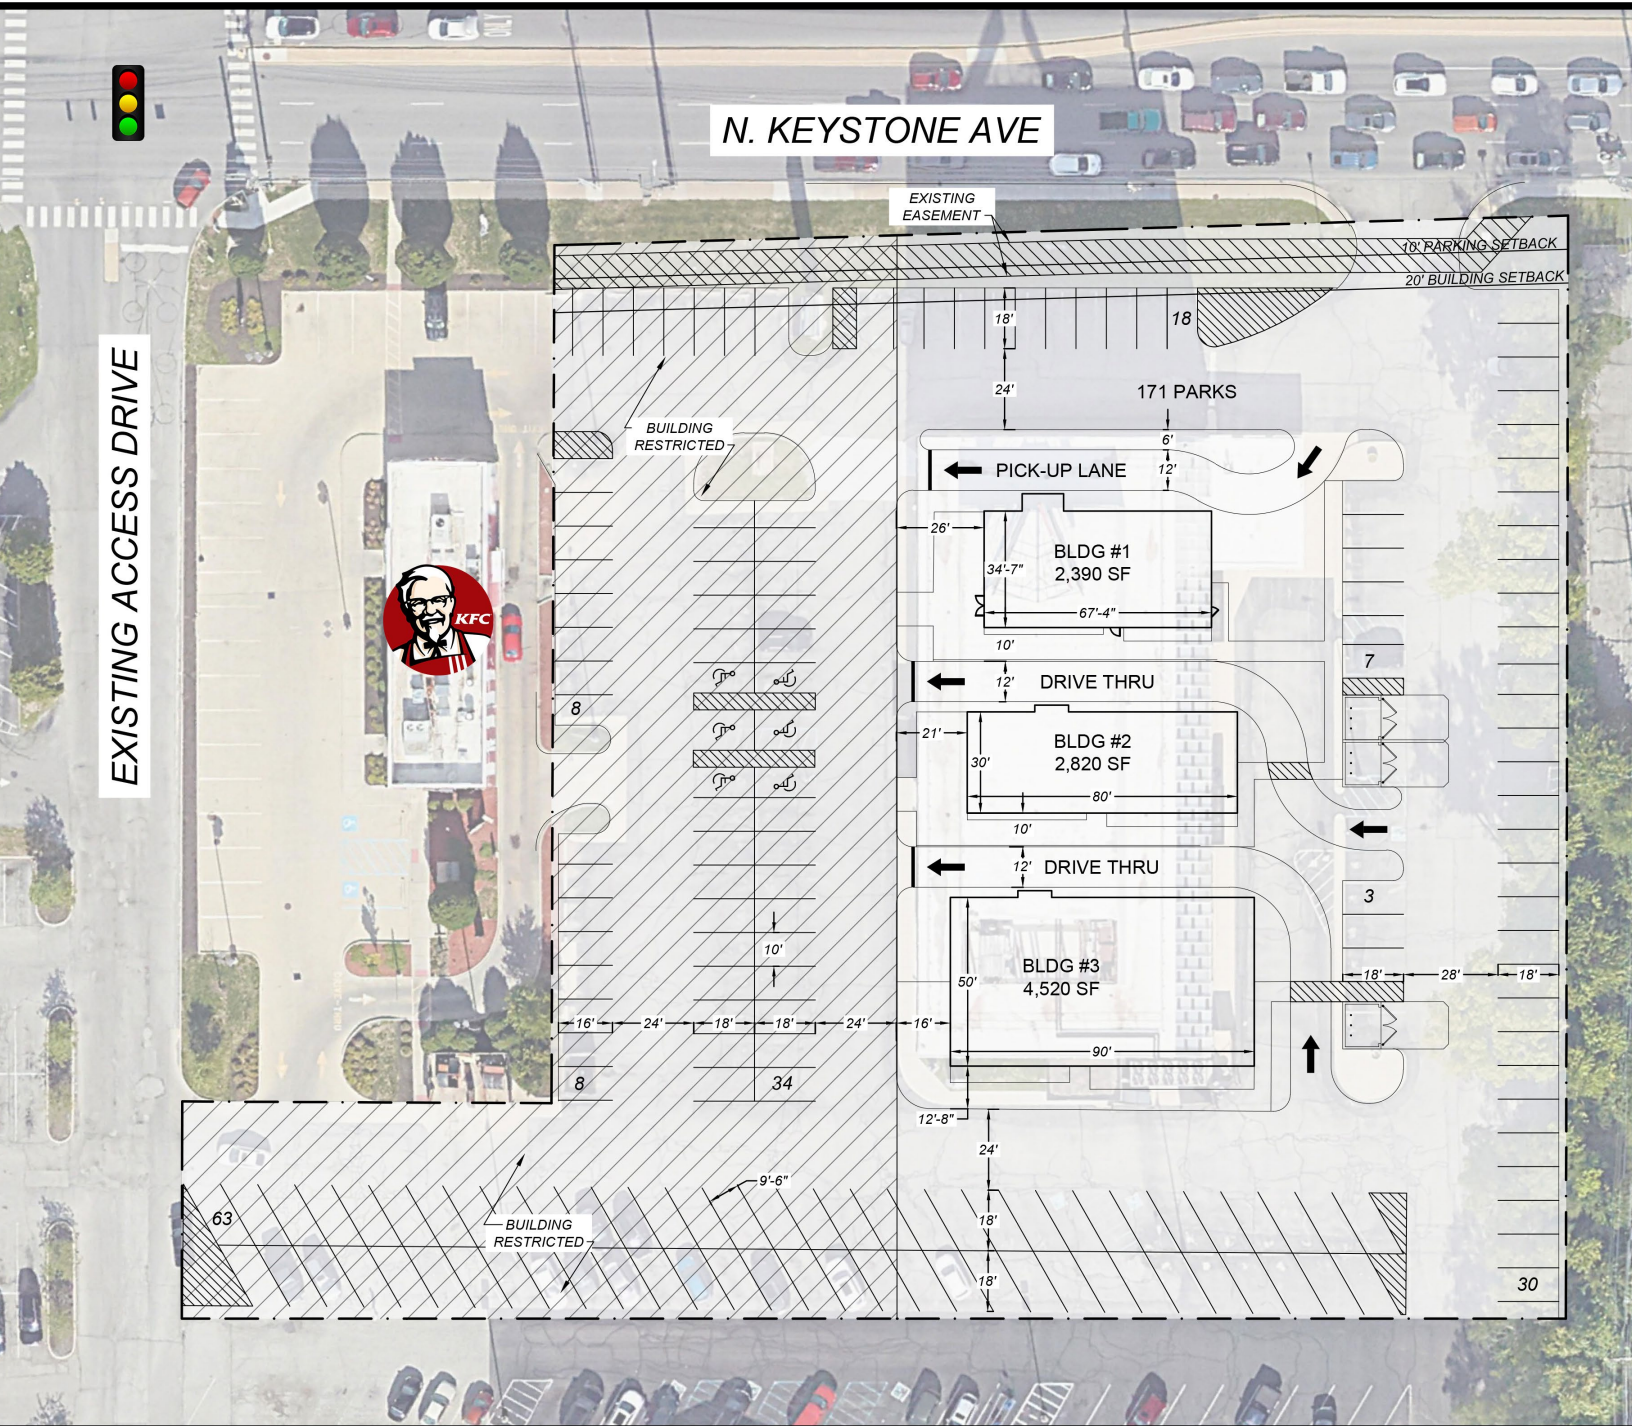 ONLY
N. KEYSTONE AVE
EXISTING
EASEMENT
10' PARKING SETBACK
20' BUILDING SETBACK
18'
18
24'
171 PARKS
EXISTING ACCESS DRIVE
BUILDING
RESTRICTED
6'
PICK-UP LANE
12'
26'
BLDG #1
2,390 SF
34'-7"
67'-4"
KFC
10'
7
12'
DRIVE THRU
8
21'
BLDG #2
2,820 SF
30'
80'
10'
12'
DRIVE THRU
3
10'
BLDG #3
4,520 SF
50'
18'
28'
18'
16'
24'
18'
18'
24'
16'
90'
8
34
12'-8"
24'
9'-6"
63
BUILDING
RESTRICTED
18'
18'
30